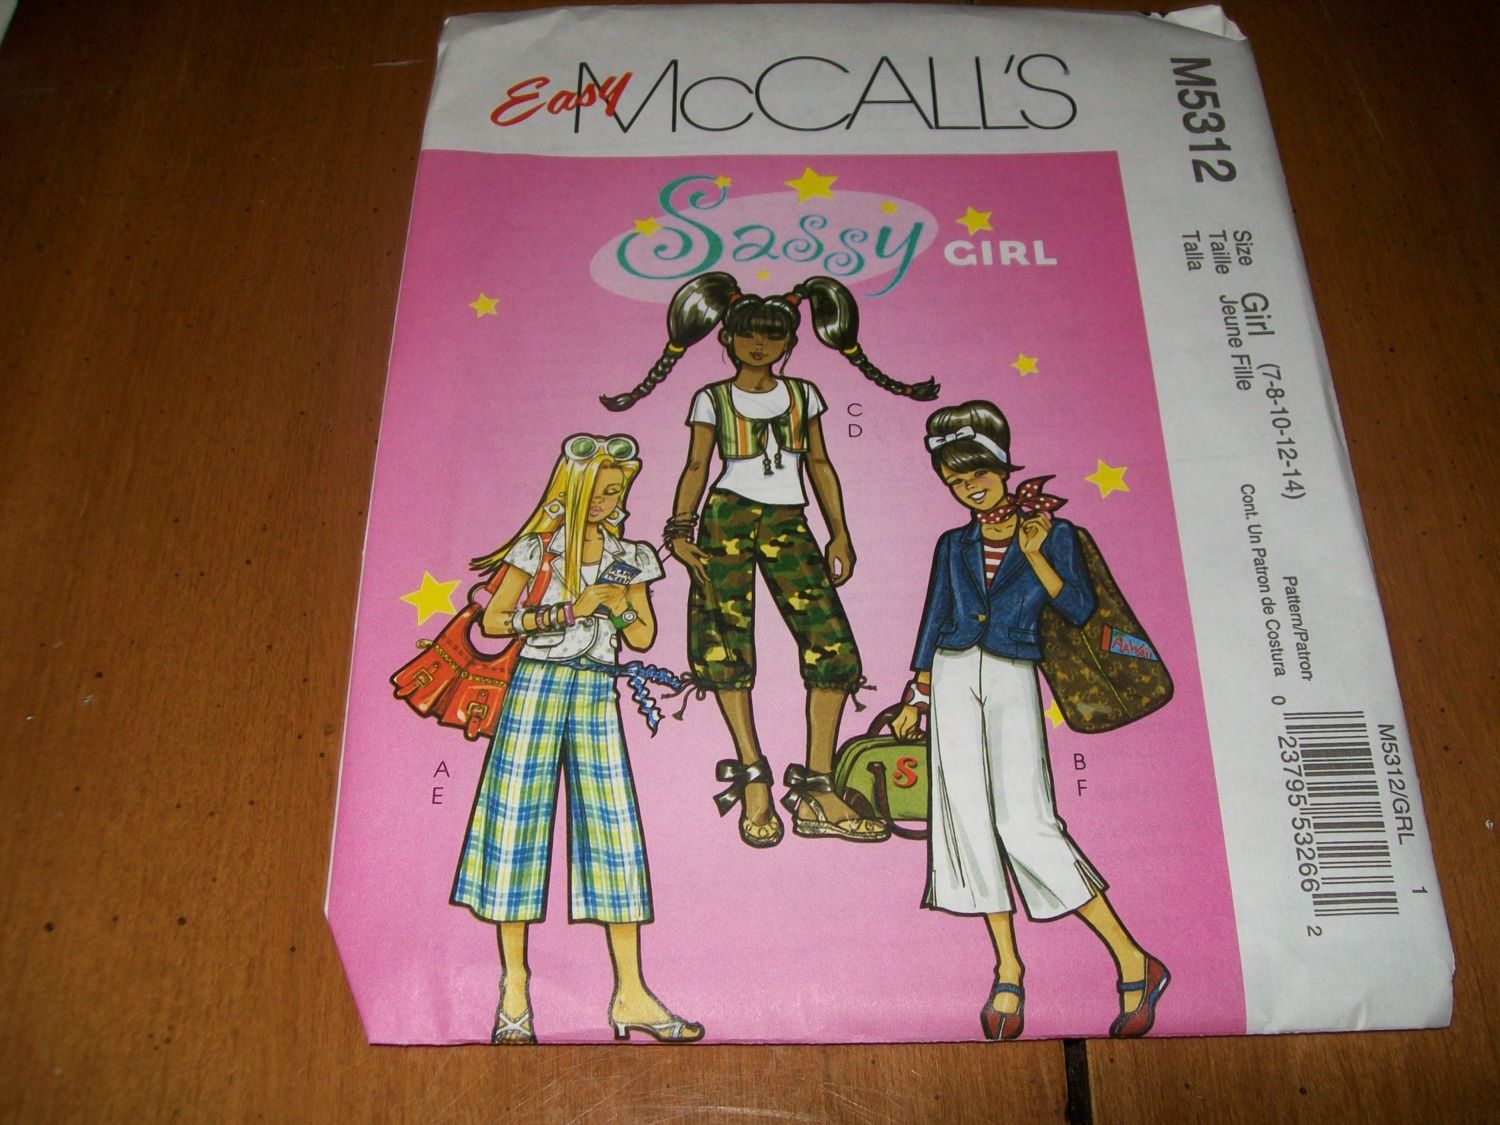 Easy McCALL'S
M5312
Sassy GIRL
Size Girl (7-8-10-12-14)
Taille Jeune Fille
Talla
C
D
A
E
B
F
HAWAII
S
Cont. Un Patron de Costura
Pattern/Patron
M5312/GRL
1
0 23795 53266 2